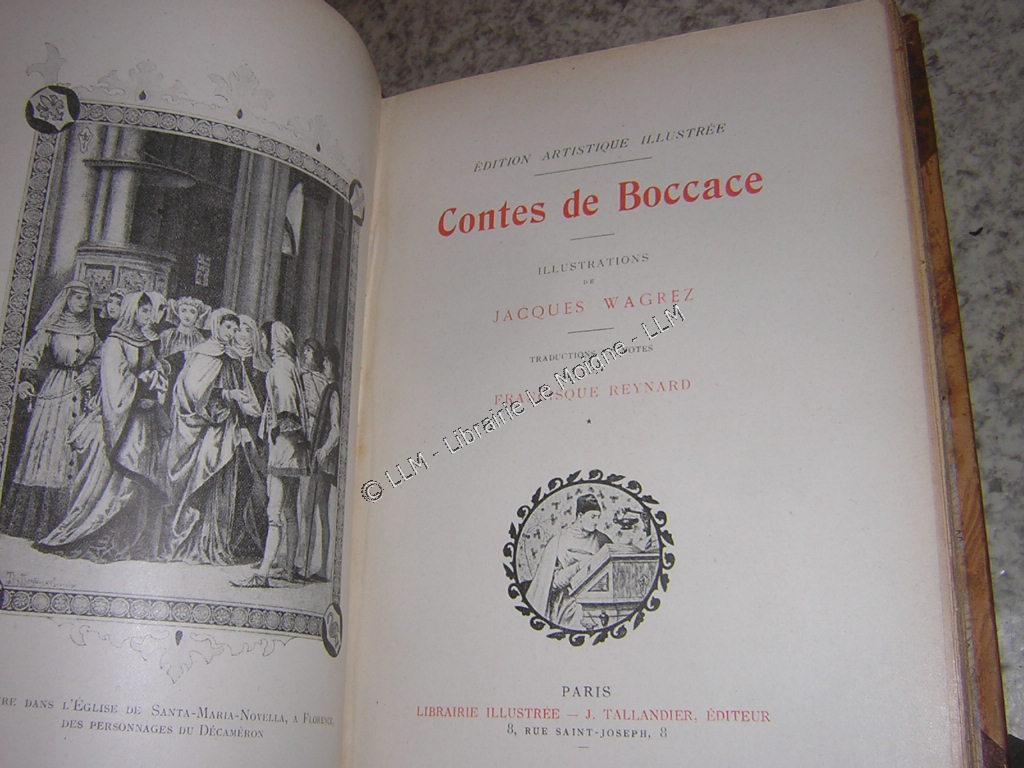 RE DANS L'ÉGLISE DE SANTA-MARIA-NOVELLA, A FLORENCE,
DES PERSONNAGES DU DÉCAMÉRON
ÉDITION ARTISTIQUE ILLUSTRÉE
Contes de Boccace
ILLUSTRATIONS
DE
JACQUES WAGREZ
TRADUCTIONS NOTES
REYNARD
*
PARIS
LIBRAIRIE ILLUSTRÉE — J. TALLANDIER, ÉDITEUR
8, RUE SAINT-JOSEPH, 8
© LLM - Librairie Le Moigne - LLM